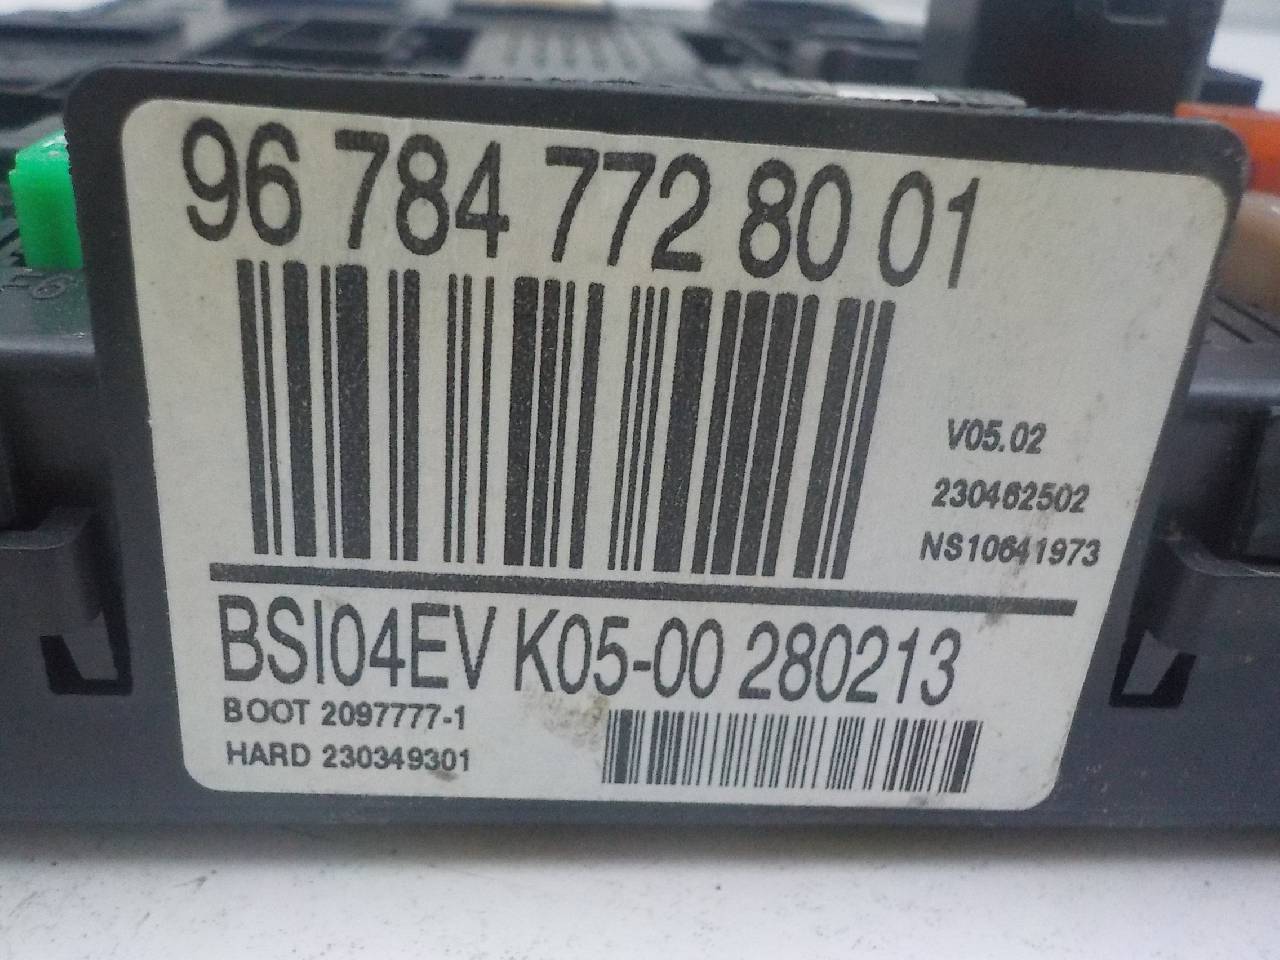 96 784 772 80 01
V05.02
230462502
NS10641973
BSI04EV K05-00 280213
BOOT 2097777-1
HARD 230349301